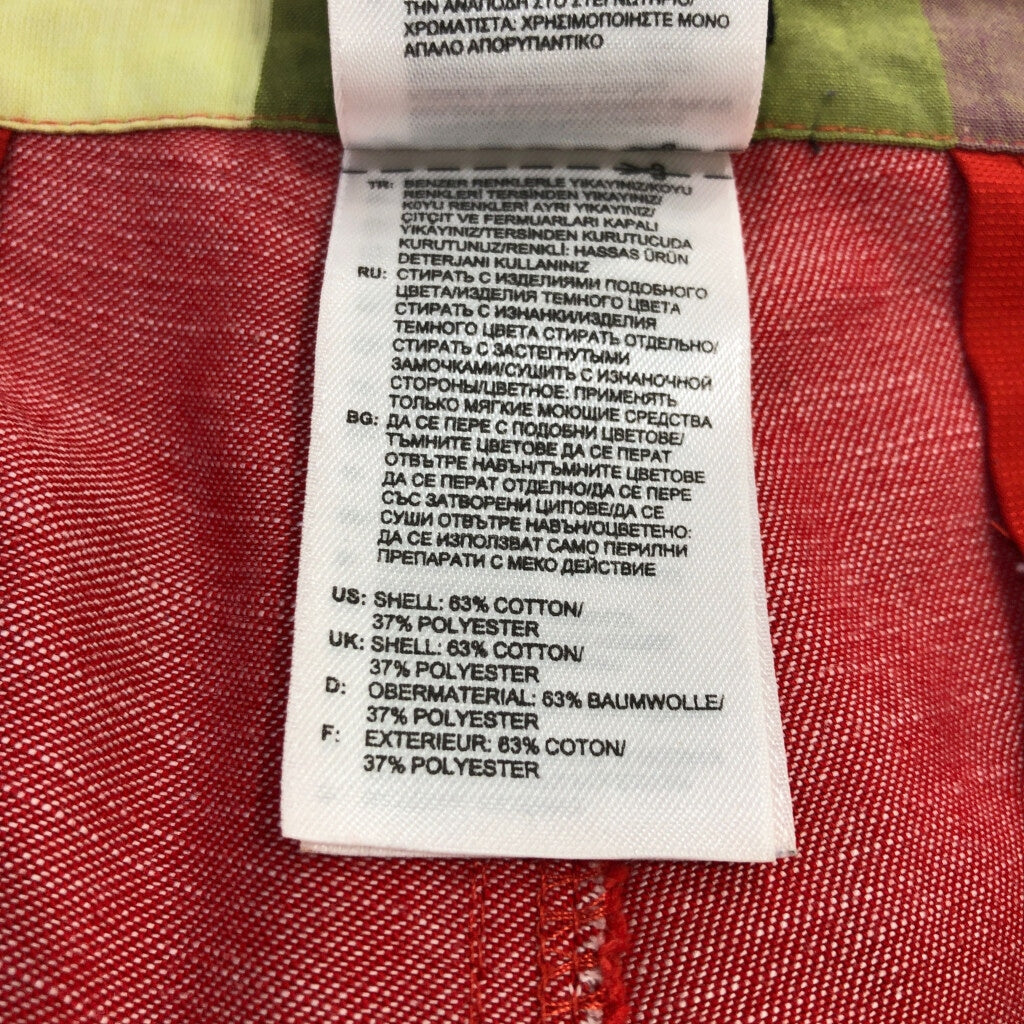 ΤΗΝ ΑΝΑΠΟΔΗ ΣΤΟ ΣΤΕΓΝΩΤΗΡΙΟ/
ΧΡΩΜΑΤΙΣΤΑ: ΧΡΗΣΙΜΟΠΟΙΗΣΤΕ ΜΟΝΟ
ΑΠΑΛΟ ΑΠΟΡΥΠΑΝΤΙΚΟ
TR: BENZER RENKLERLE YIKAYINIZ/KOYU
RENKLERİ TERSİNDEN YIKAYINIZ/
KOYU RENKLERİ AYRI YIKAYINIZ/
ÇITÇIT VE FERMUARLARI KAPALI
YIKAYINIZ/TERSİNDEN KURUTUCUDA
KURUTUNUZ/RENKLİ: HASSAS ÜRÜN
DETERJANI KULLANINIZ
RU: СТИРАТЬ С ИЗДЕЛИЯМИ ПОДОБНОГО
ЦВЕТА/ИЗДЕЛИЯ ТЕМНОГО ЦВЕТА
СТИРАТЬ С ИЗНАНКИ/ИЗДЕЛИЯ
ТЕМНОГО ЦВЕТА СТИРАТЬ ОТДЕЛЬНО/
СТИРАТЬ С ЗАСТЕГНУТЫМИ
ЗАМОЧКАМИ/СУШИТЬ С ИЗНАНОЧНОЙ
СТОРОНЫ/ЦВЕТНОЕ: ПРИМЕНЯТЬ
ТОЛЬКО МЯГКИЕ МОЮЩИЕ СРЕДСТВА
BG: ДА СЕ ПЕРЕ С ПОДОБНИ ЦВЕТОВЕ/
ТЪМНИТЕ ЦВЕТОВЕ ДА СЕ ПЕРАТ
ОТВЪТРЕ НАВЪН/ТЪМНИТЕ ЦВЕТОВЕ
ДА СЕ ПЕРАТ ОТДЕЛНО/ДА СЕ ПЕРЕ
СЪС ЗАТВОРЕНИ ЦИПОВЕ/ДА СЕ
СУШИ ОТВЪТРЕ НАВЪН/ОЦВЕТЕНО:
ДА СЕ ИЗПОЛЗВАТ САМО ПЕРИЛНИ
ПРЕПАРАТИ С МЕКО ДЕЙСТВИЕ
US: SHELL: 63% COTTON/
37% POLYESTER
UK: SHELL: 63% COTTON/
37% POLYESTER
D: OBERMATERIAL: 63% BAUMWOLLE/
37% POLYESTER
F: EXTERIEUR: 63% COTON/
37% POLYESTER